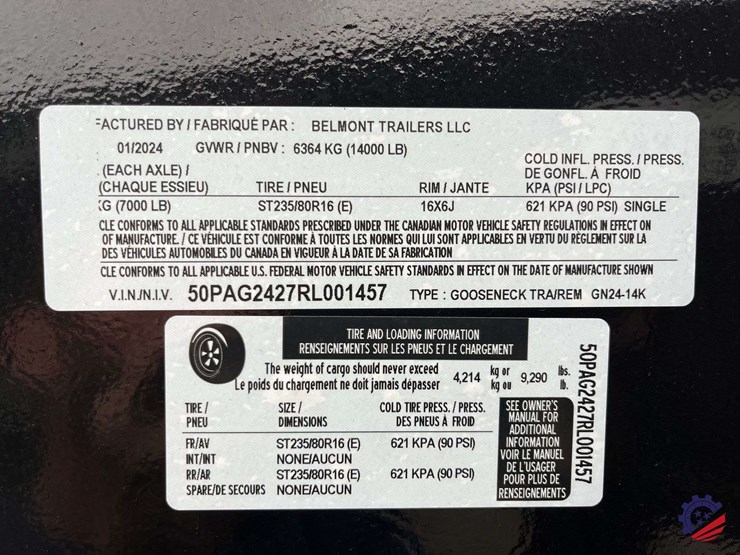 FACTURED BY / FABRIQUÉ PAR : BELMONT TRAILERS LLC
01/2024 GVWR / PNBV : 6364 KG (14000 LB)
(EACH AXLE) /
(CHAQUE ESSIEU) TIRE / PNEU RIM / JANTE COLD INFL. PRESS. / PRESS. DE GONFL. À FROID KPA (PSI / LPC)
KG (7000 LB) ST235/80R16 (E) 16X6J 621 KPA (90 PSI) SINGLE
CLE CONFORMS TO ALL APPLICABLE STANDARDS PRESCRIBED UNDER THE CANADIAN MOTOR VEHICLE SAFETY REGULATIONS IN EFFECT ON
OF MANUFACTURE. / CE VÉHICULE EST CONFORME À TOUTES LES NORMES QUI LUI SONT APPLICABLES EN VERTU DU RÈGLEMENT SUR LA
DES VÉHICULES AUTOMOBILES DU CANADA EN VIGUEUR À LA DATE DE SA FABRICATION
CLE CONFORMS TO ALL APPLICABLE U.S. FEDERAL MOTOR VEHICLE SAFETY STANDARDS IN EFFECT ON THE DATE OF MANUFACTURE SHOWN
V.I.N./N.I.V. 50PAG2427RL001457 TYPE : GOOSENECK TRA/REM GN24-14K
TIRE AND LOADING INFORMATION
RENSEIGNEMENTS SUR LES PNEUS ET LE CHARGEMENT
The weight of cargo should never exceed 4,214 kg or 9,290 lbs.
Le poids du chargement ne doit jamais dépasser kg ou lb.
TIRE / SIZE / COLD TIRE PRESS. / PRESS.
PNEU DIMENSIONS DES PNEUS À FROID
FR/AV ST235/80R16 (E) 621 KPA (90 PSI)
INT/INT NONE/AUCUN
RR/AR ST235/80R16 (E) 621 KPA (90 PSI)
SPARE/DE SECOURS NONE/AUCUN
SEE OWNER'S
MANUAL FOR
ADDITIONAL
INFORMATION
VOIR LE MANUEL
DE L'USAGER
POUR PLUS DE
RENSEIGNEMENTS
50PAG2427RL001457